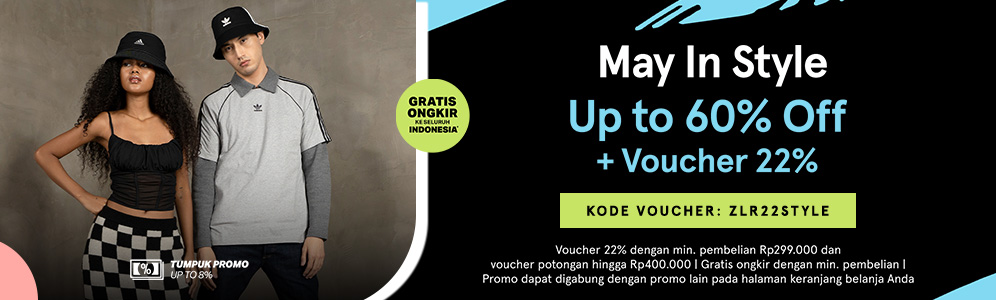 GRATIS
ONGKIR
KE SELURUH
INDONESIA*
TUMPUK PROMO
UP TO 8%
May In Style
Up to 60% Off
+ Voucher 22%
KODE VOUCHER: ZLR22STYLE
Voucher 22% dengan min. pembelian Rp299.000 dan
voucher potongan hingga Rp400.000 | Gratis ongkir dengan min. pembelian |
Promo dapat digabung dengan promo lain pada halaman keranjang belanja Anda